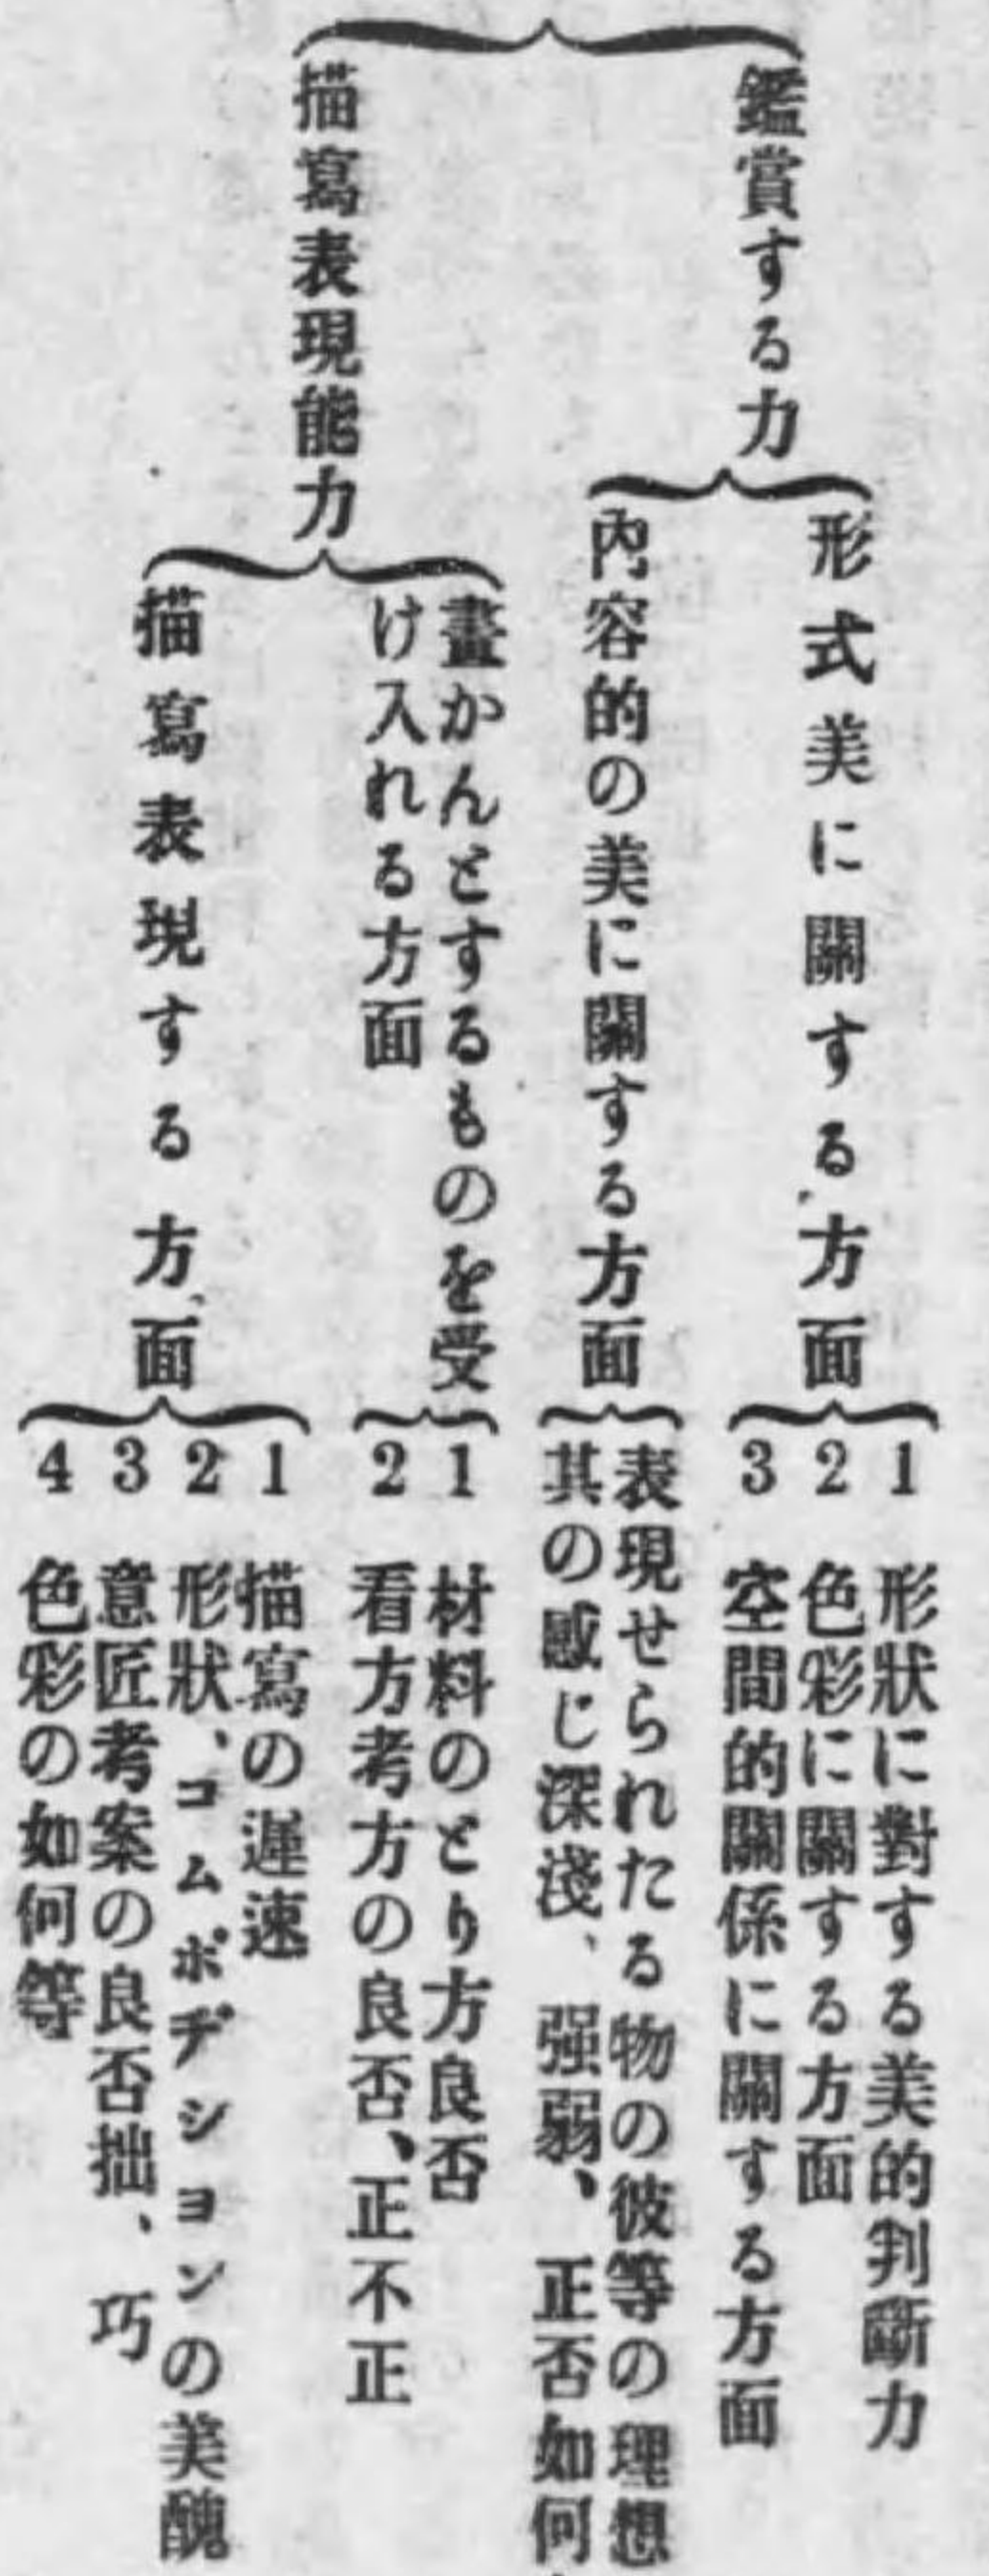 鑑賞する力
形式美に關する方面
1 形狀に對する美的判斷力
2 色彩に關する方面
3 空間的關係に關する方面
內容的の美に關する方面
表現せられたる物の彼等の理想
其の感じ深淺、强弱、正否如何
描寫表現能力
畫かんとするものを受
け入れる方面
1 材料のとり方良否
2 看方考方の良否、正不正
描寫表現する方面
1 描寫の遲速
2 形狀、コムポヂシヨンの美醜
3 意匠考案の良否拙、巧
4 色彩の如何等